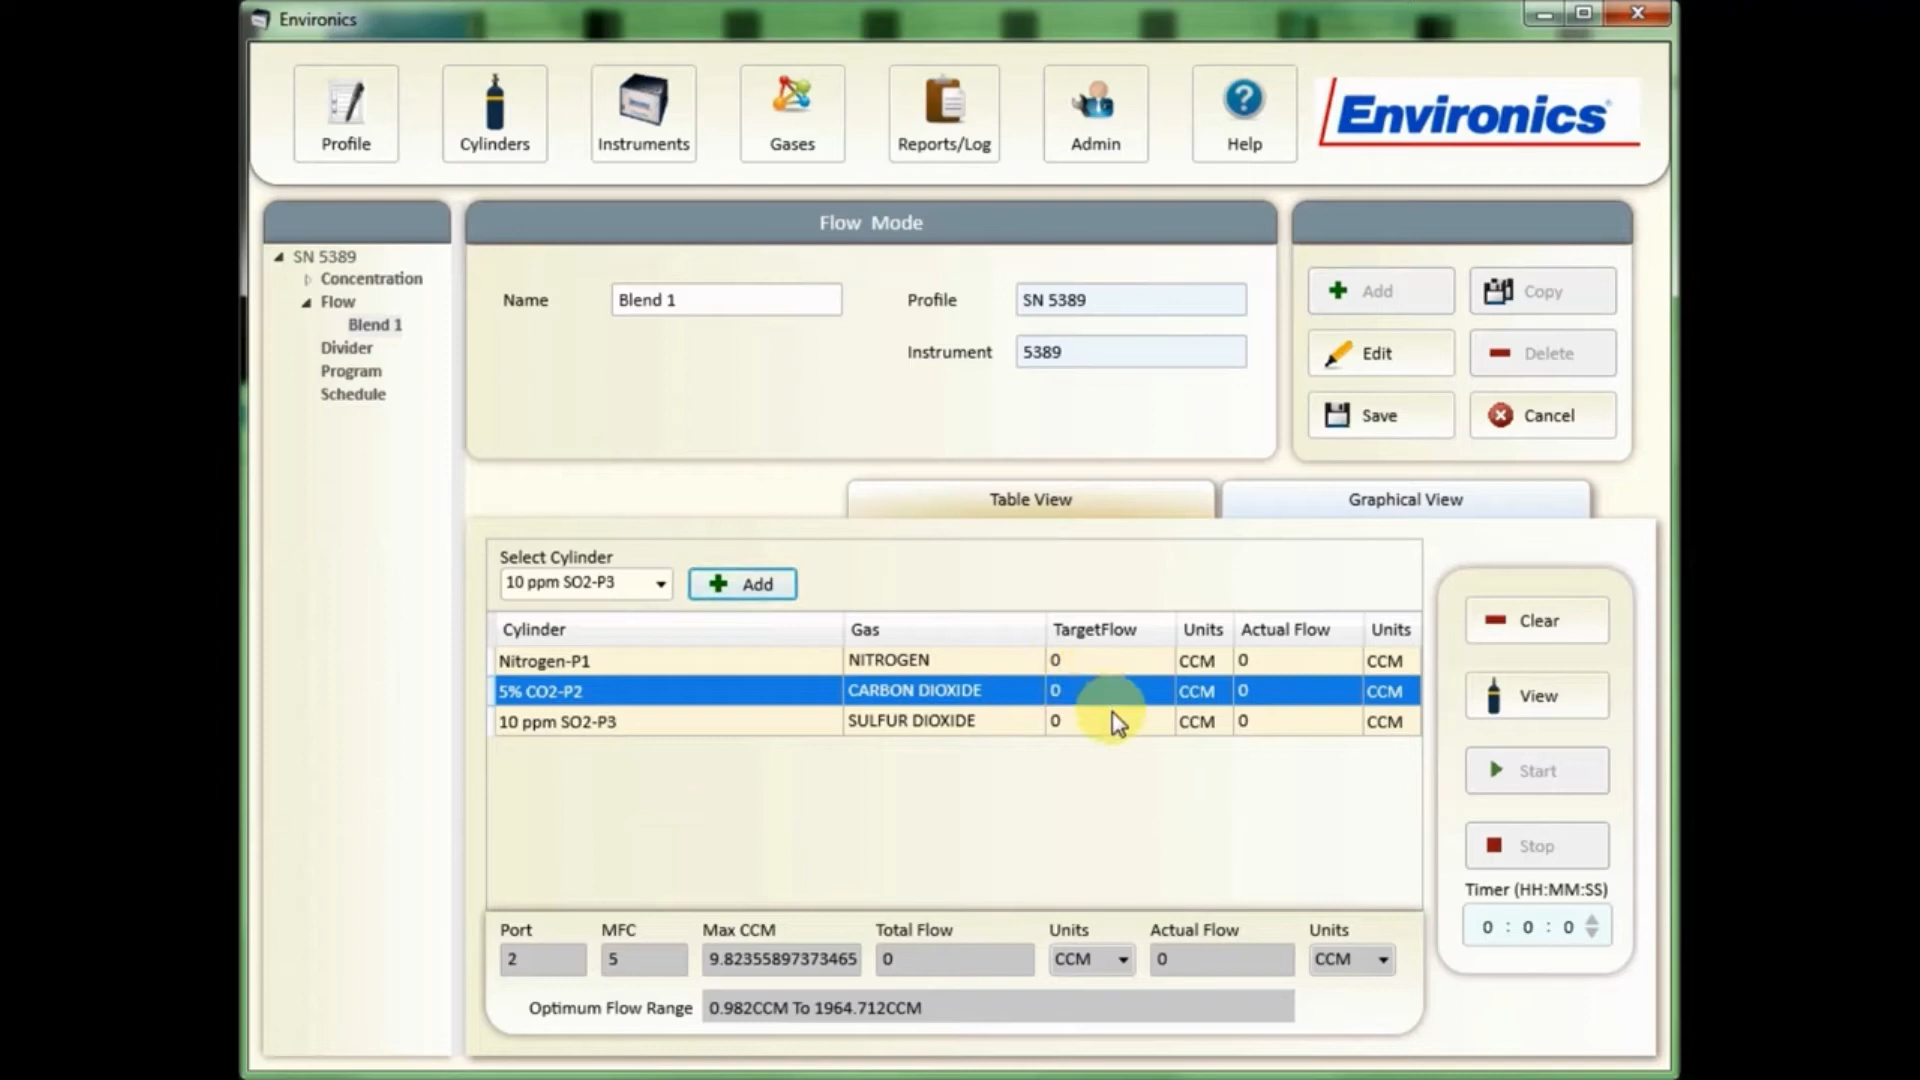 Environics
Profile
Cylinders
Instruments
Gases
Reports/Log
Admin
Help
Environics®
SN 5389
Concentration
Flow
Blend 1
Divider
Program
Schedule
Flow Mode
Name Blend 1 Profile SN 5389
Instrument 5389
Add Copy
Edit Delete
Save Cancel
Table View Graphical View
Select Cylinder
10 ppm SO2-P3 Add
Cylinder Gas TargetFlow Units Actual Flow Units
Nitrogen-P1 NITROGEN 0 CCM 0 CCM
5% CO2-P2 CARBON DIOXIDE 0 CCM 0 CCM
10 ppm SO2-P3 SULFUR DIOXIDE 0 CCM 0 CCM
Port MFC Max CCM Total Flow Units Actual Flow Units
2 5 9.82355897373465 0 CCM 0 CCM
Optimum Flow Range 0.982CCM To 1964.712CCM
Clear
View
Start
Stop
Timer (HH:MM:SS)
0 : 0 : 0